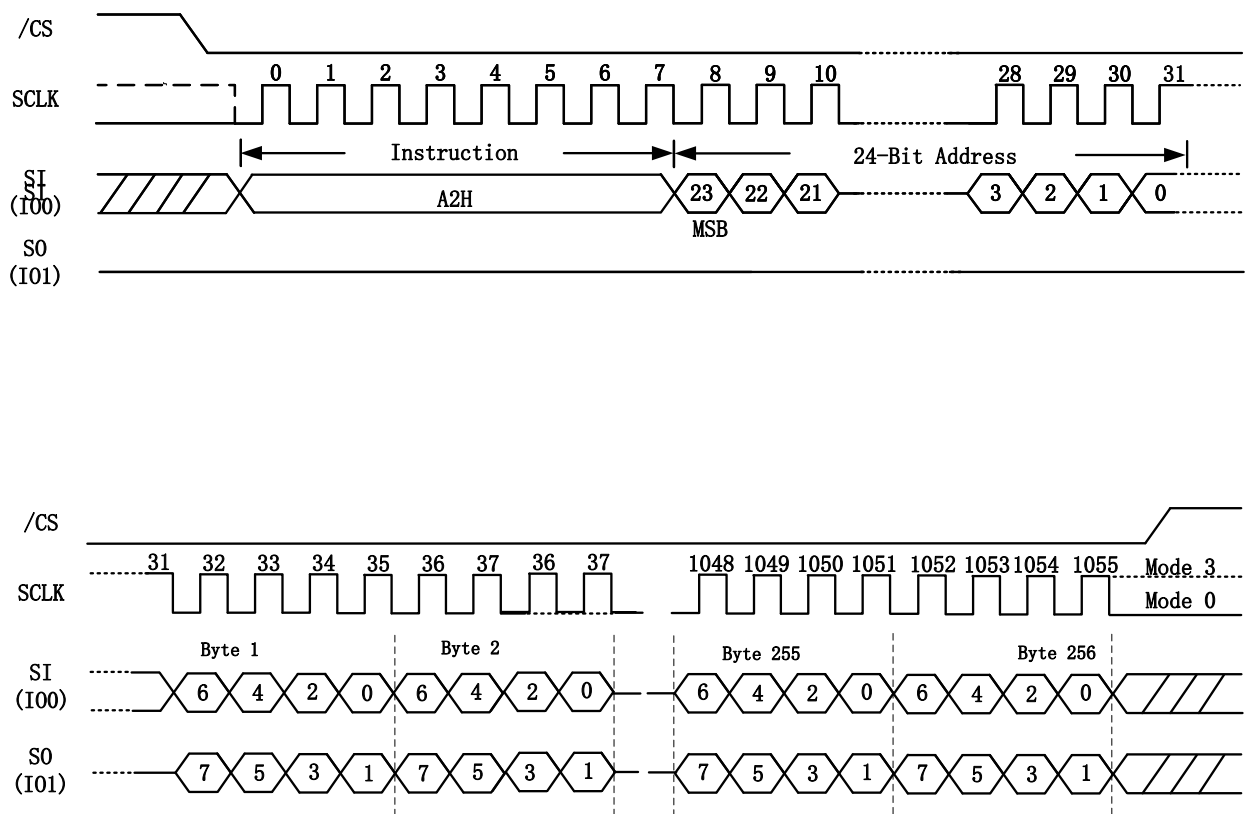 /CS
0 1 2 3 4 5 6 7 8 9 10 28 29 30 31
SCLK
Instruction 24-Bit Address
SI
SI
(IO0)
A2H 23 22 21 3 2 1 0
MSB
SO
(IO1)
/CS
31 32 33 34 35 36 37 36 37 1048 1049 1050 1051 1052 1053 1054 1055 Mode 3
SCLK
Mode 0
Byte 1 Byte 2 Byte 255 Byte 256
SI
(IO0)
6 4 2 0 6 4 2 0 6 4 2 0 6 4 2 0
SO
(IO1)
7 5 3 1 7 5 3 1 7 5 3 1 7 5 3 1